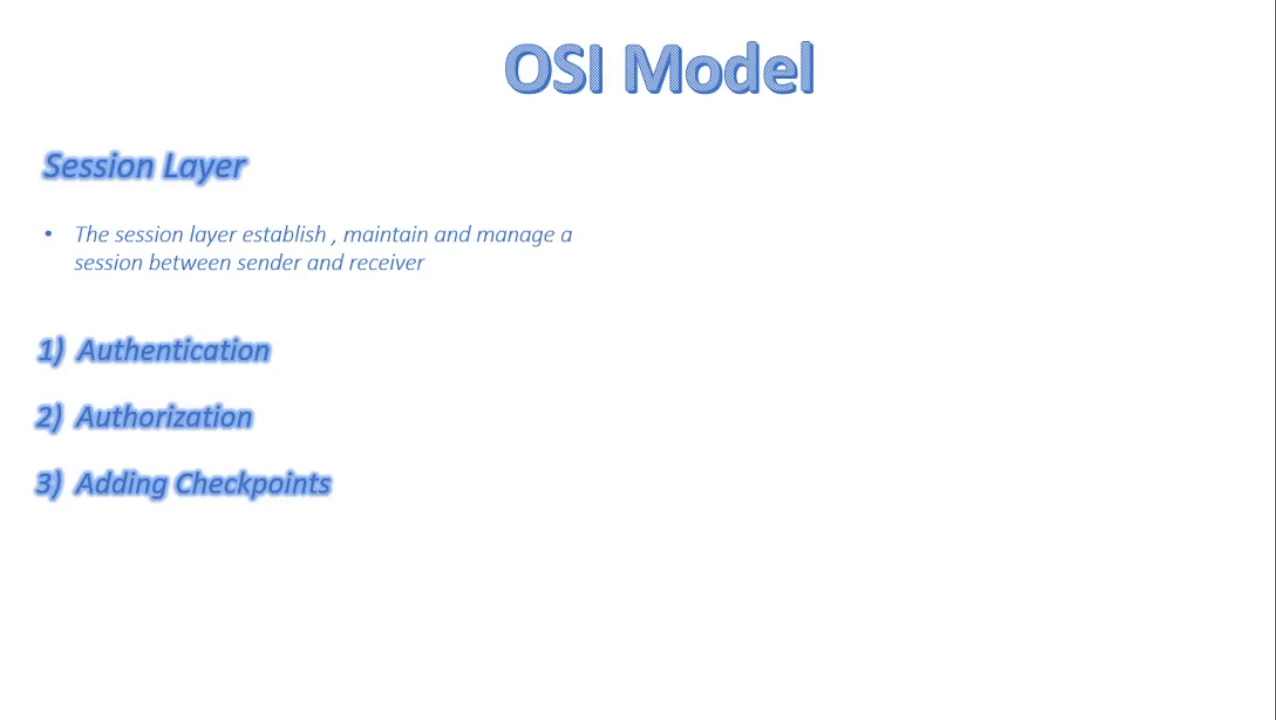 OSI Model
Session Layer
• The session layer establish , maintain and manage a
session between sender and receiver
1) Authentication
2) Authorization
3) Adding Checkpoints